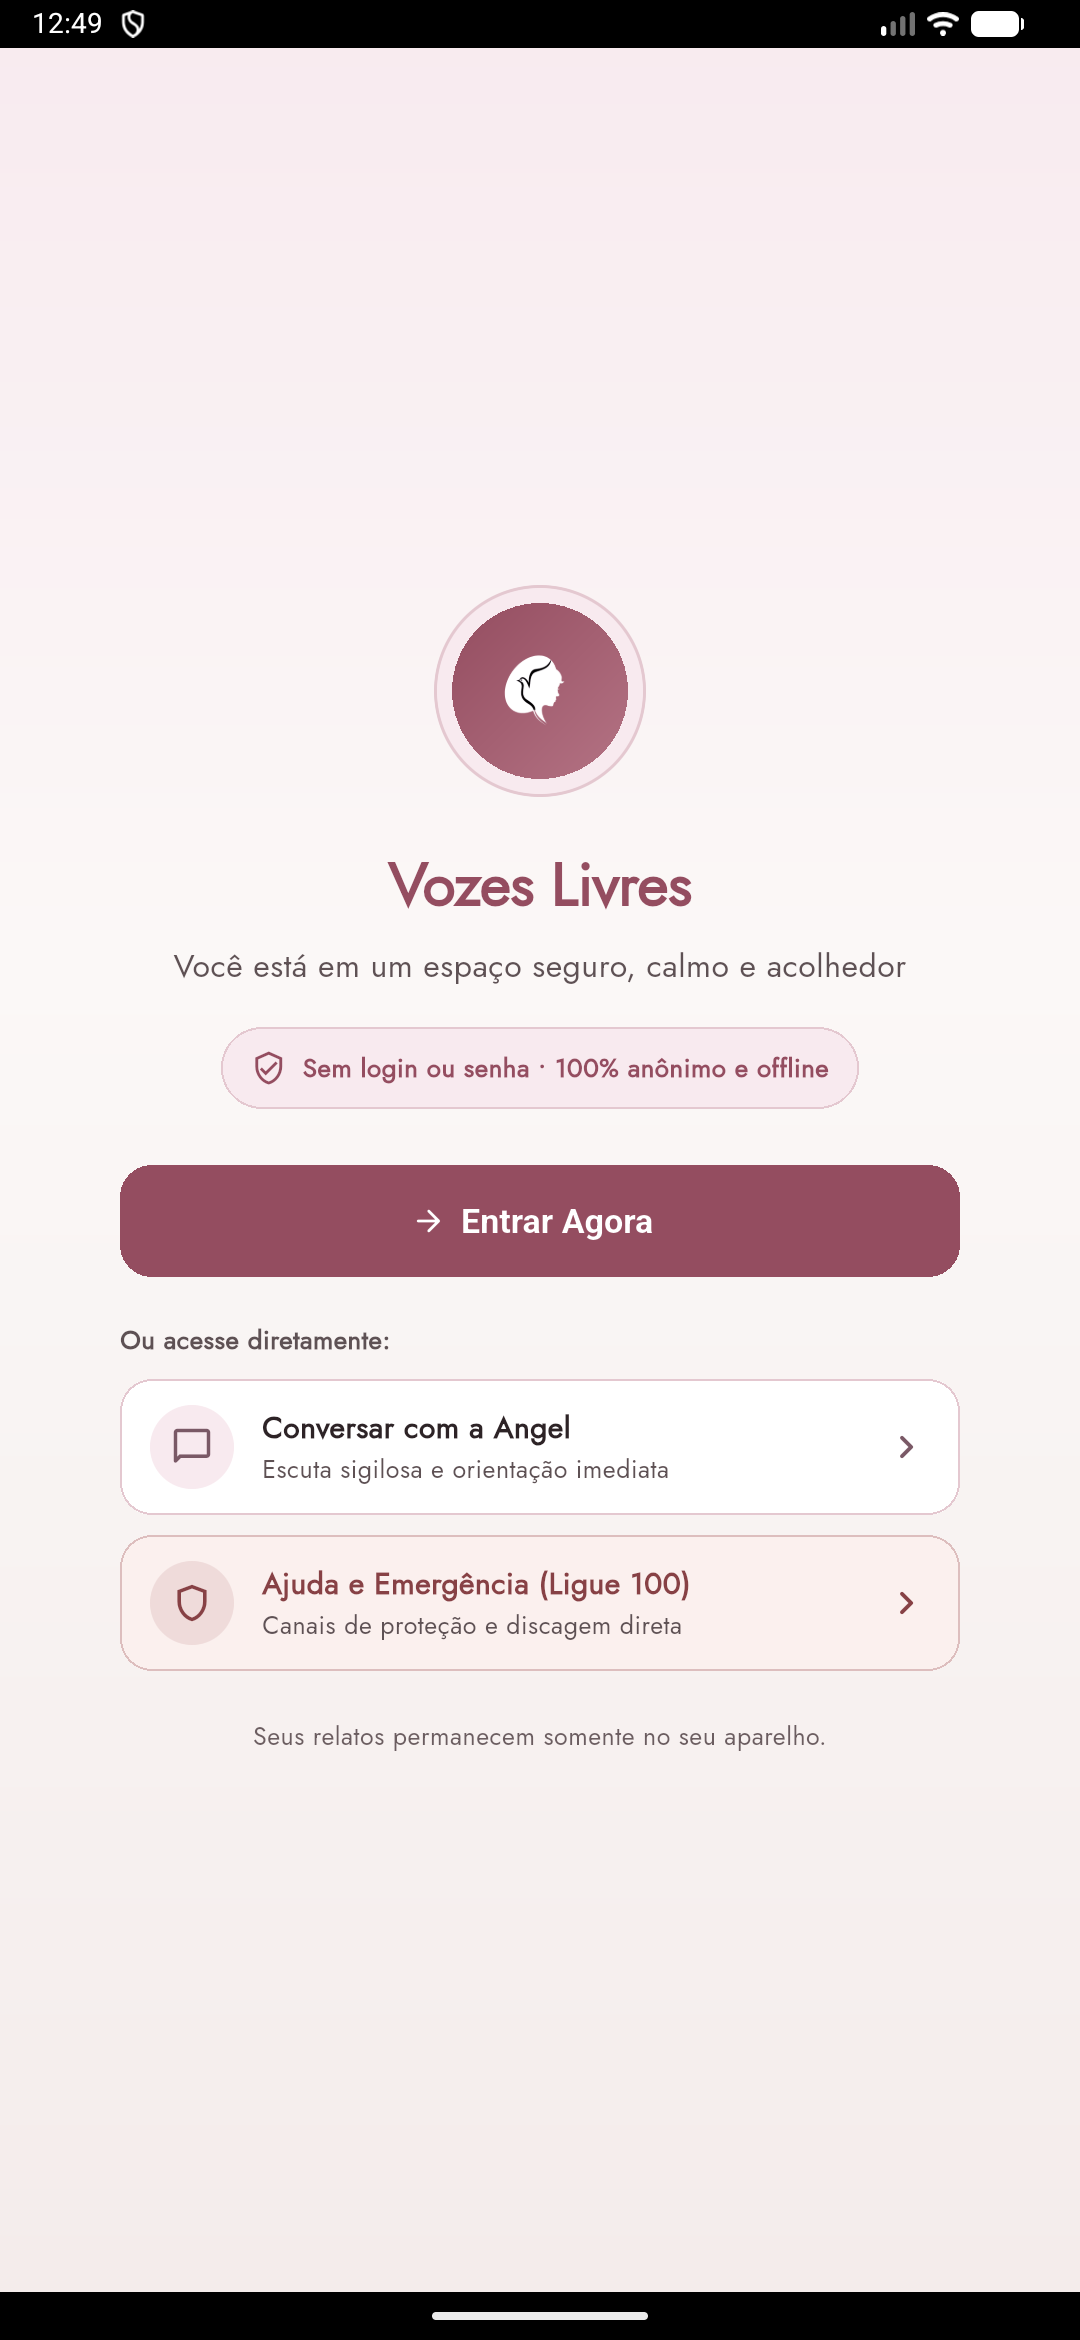 12:49
Vozes Livres
Você está em um espaço seguro, calmo e acolhedor
Sem login ou senha · 100% anônimo e offline
Entrar Agora
Ou acesse diretamente:
Conversar com a Angel
Escuta sigilosa e orientação imediata
Ajuda e Emergência (Ligue 100)
Canais de proteção e discagem direta
Seus relatos permanecem somente no seu aparelho.